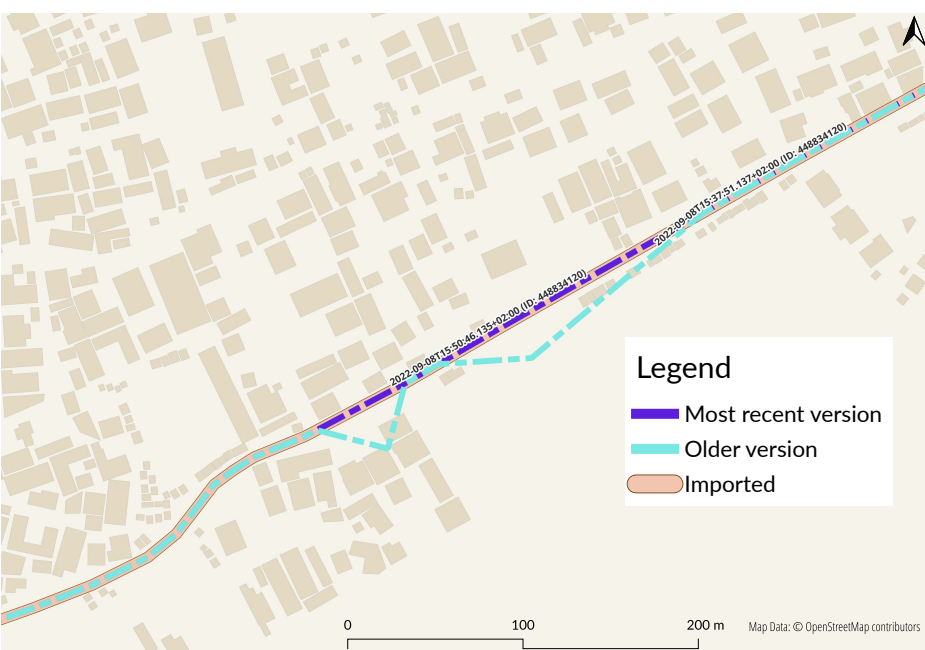 2022-09-08T15:37:51.137+02:00 (ID: 448834120)
2022-09-08T15:50:46.135+02:00 (ID: 448834120)
Legend
Most recent version
Older version
Imported
0 100 200 m
Map Data: © OpenStreetMap contributors